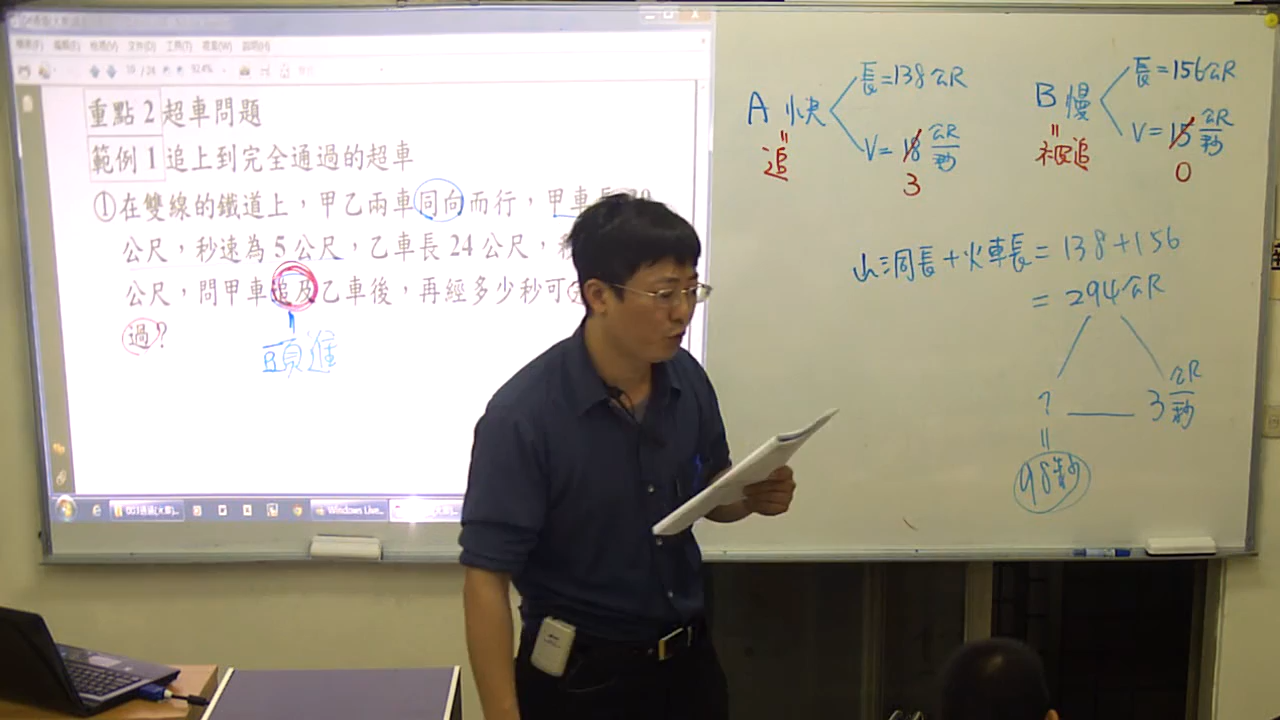 重點 2 超車問題
範例 1 追上到完全通過的超車
①在雙線的鐵道上，甲乙兩車同向而行，甲車長
公尺，秒速為 5 公尺，乙車長 24 公尺，
公尺，問甲車追及乙車後，再經多少秒可
過？
頭進
Windows Live...
A 快
長=138公尺
V = 18 公尺/秒
3
追
B 慢
長=156公尺
V = 15 公尺/秒
0
被追
山洞長+火車長=138+156
=294公尺
? 3 公尺/秒
98秒